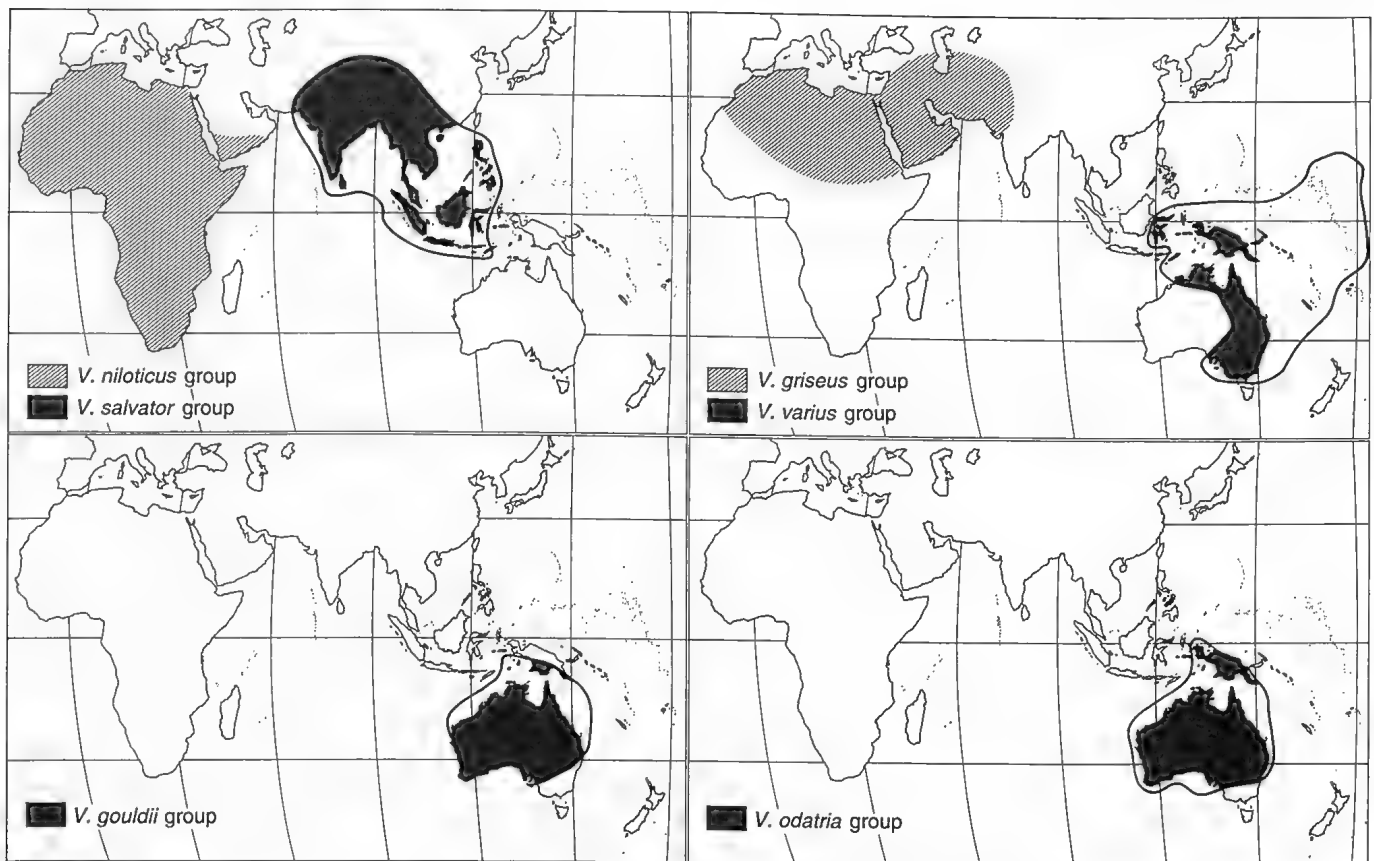 V. niloticus group
V. salvator group
V. griseus group
V. varius group
V. gouldii group
V. odatria group